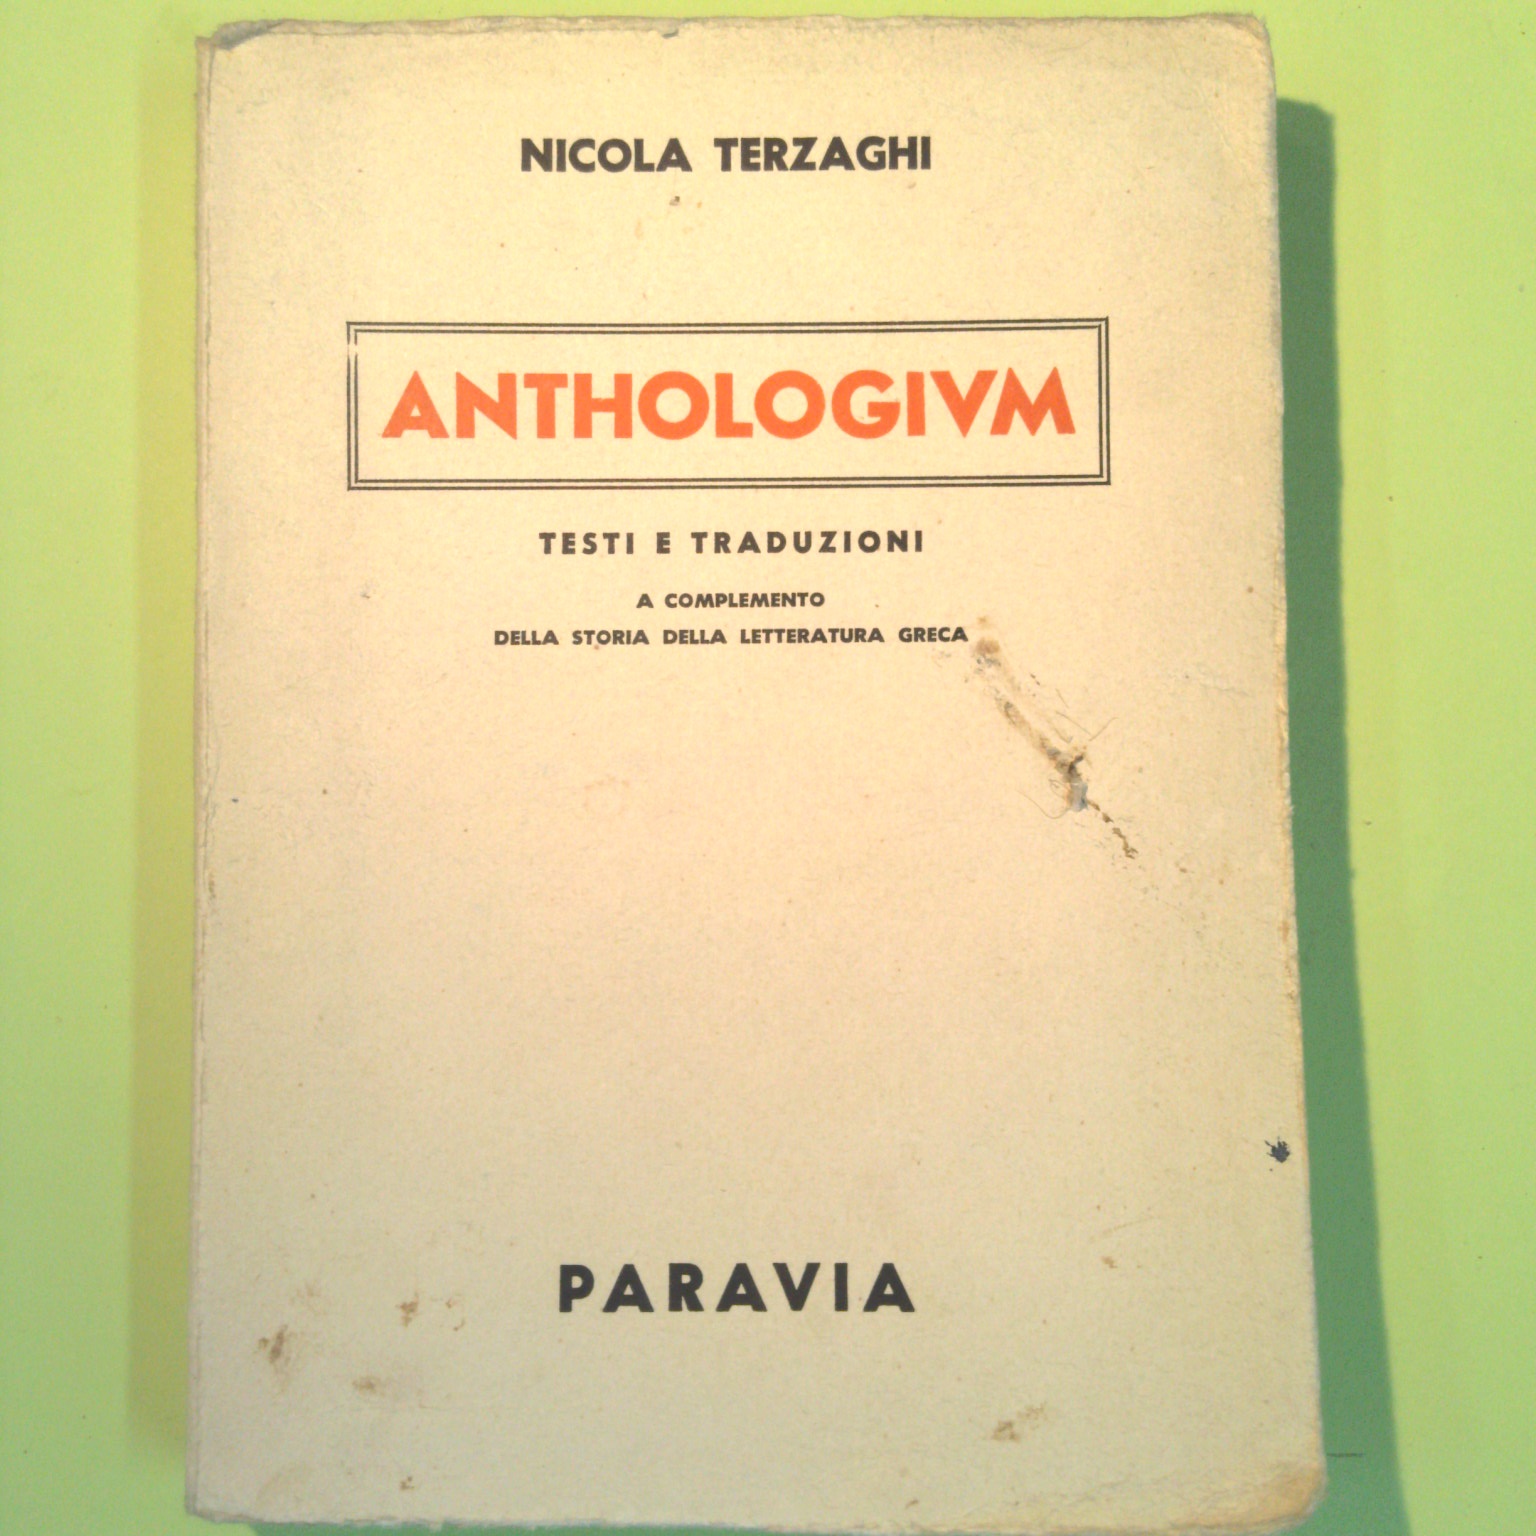 NICOLA TERZAGHI
ANTHOLOGIVM
TESTI E TRADUZIONI
A COMPLEMENTO
DELLA STORIA DELLA LETTERATURA GRECA
PARAVIA